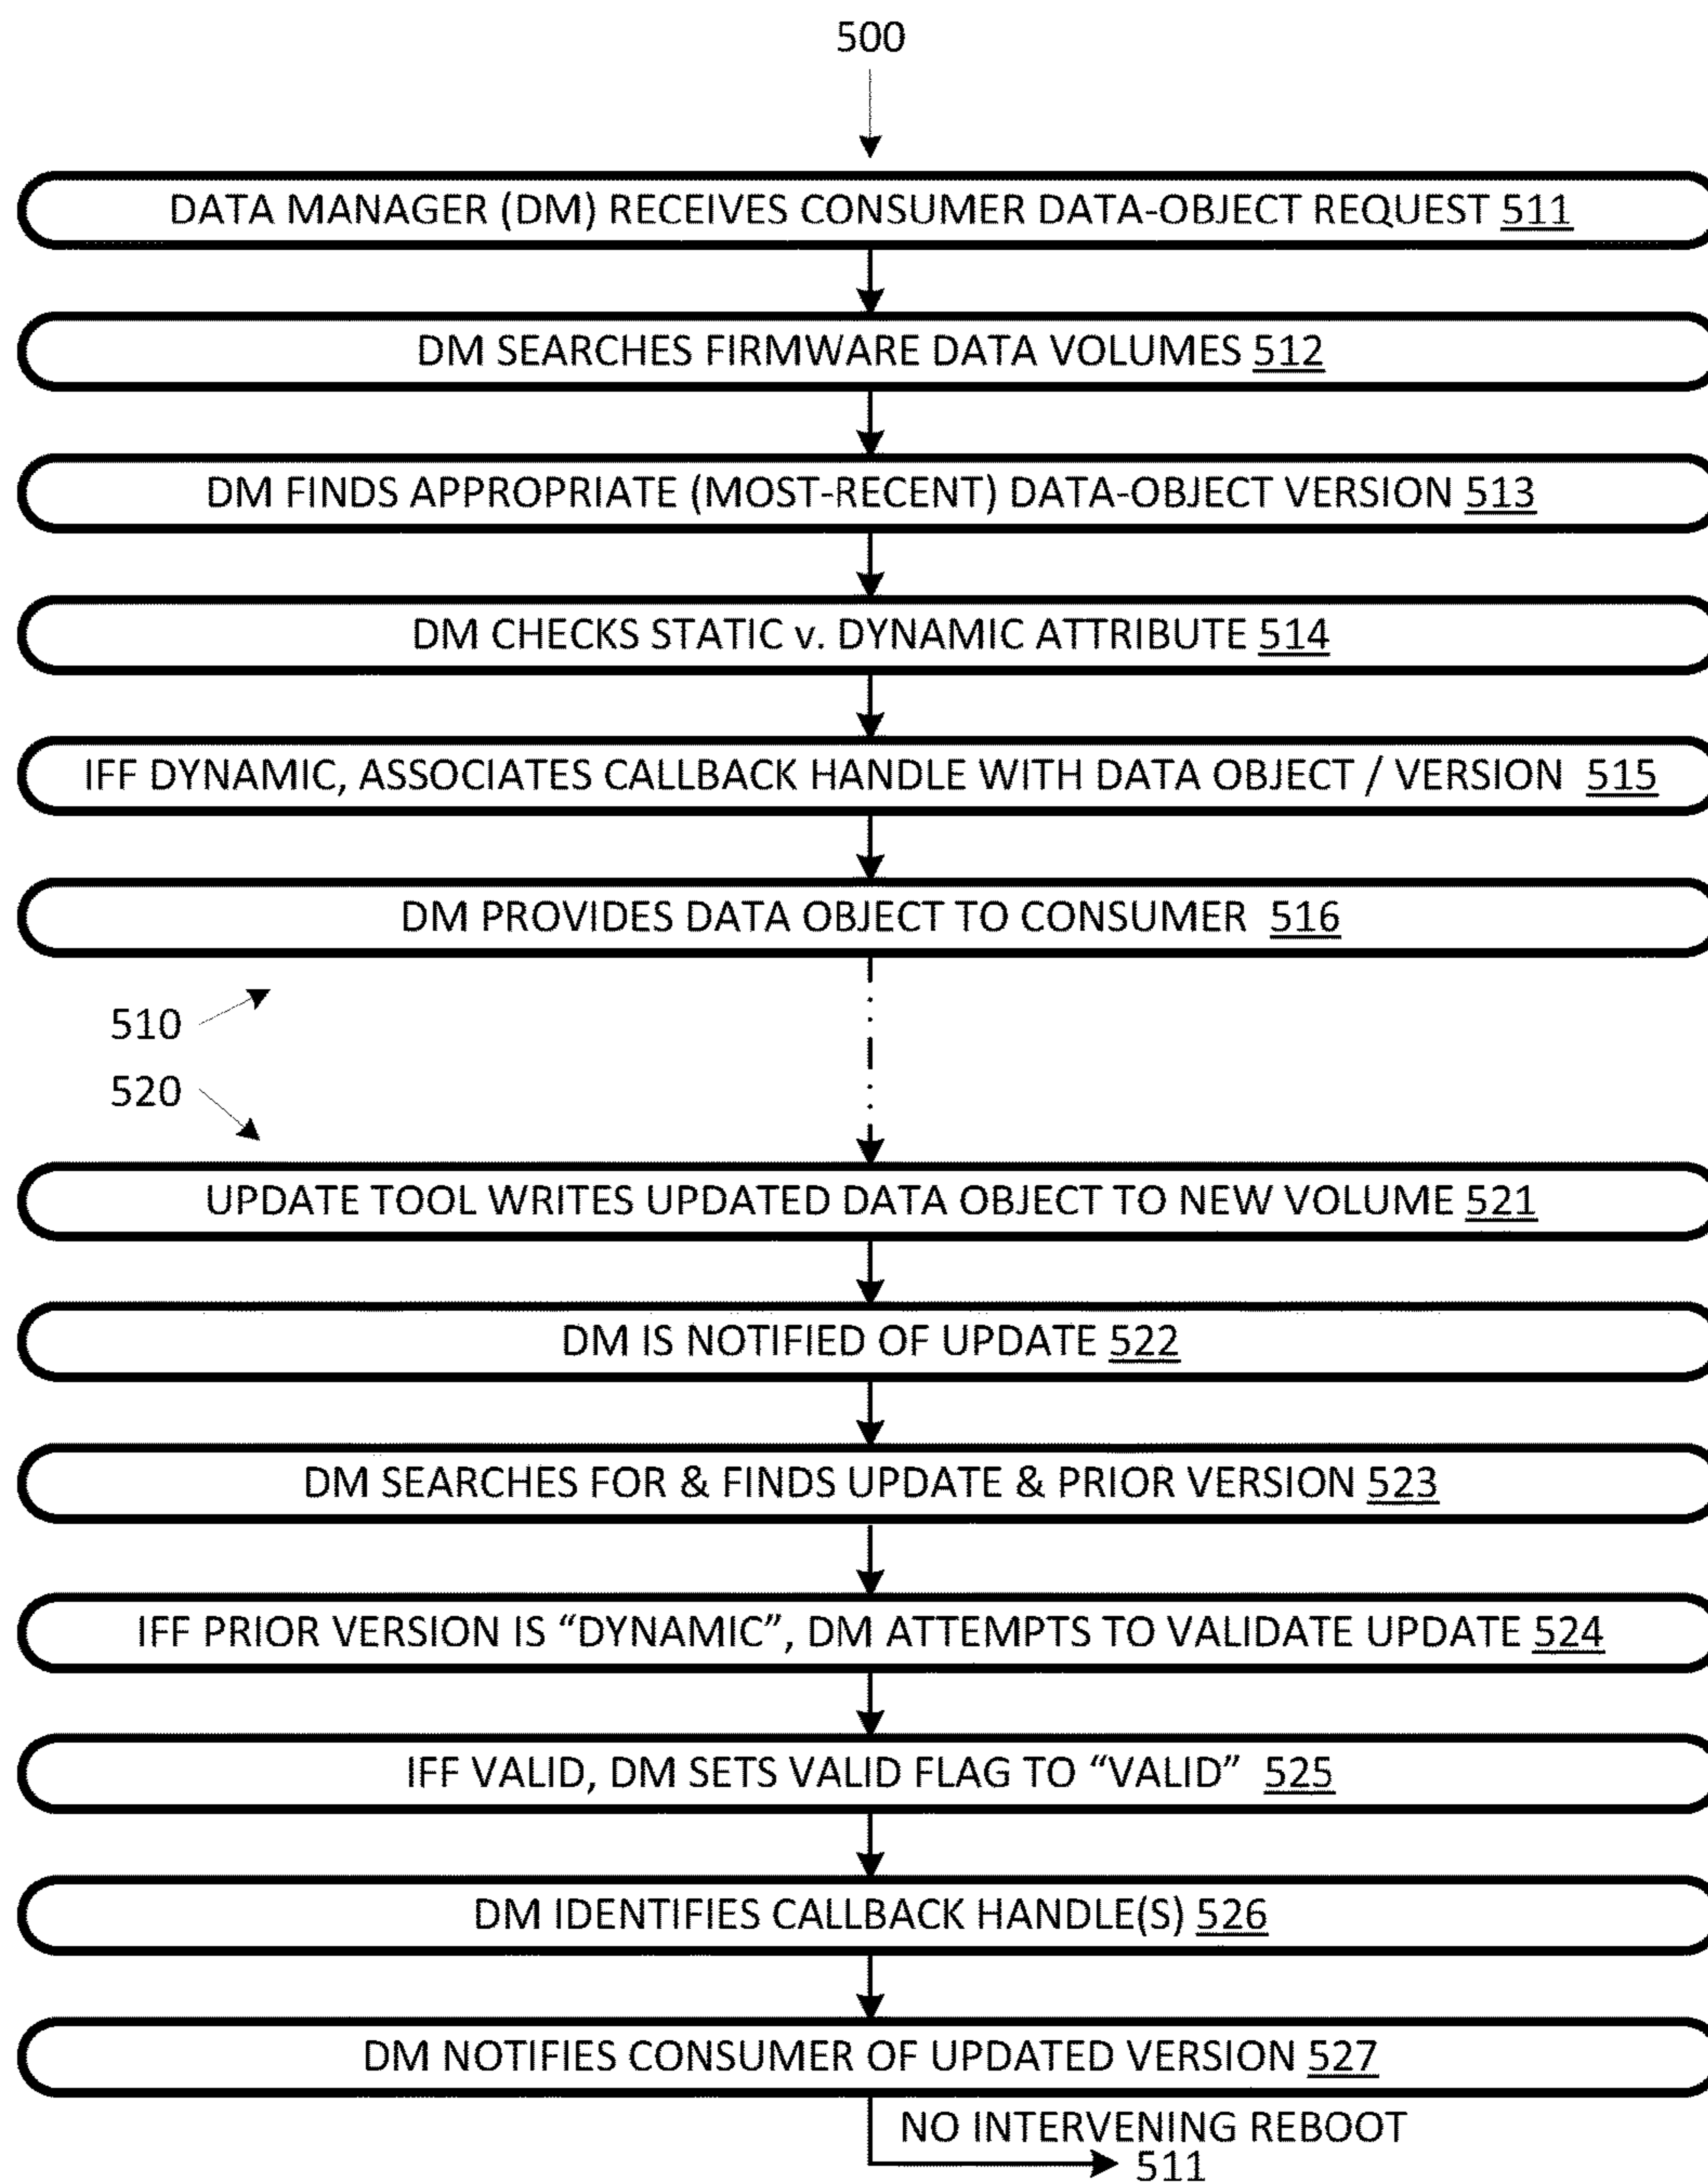 500
DATA MANAGER (DM) RECEIVES CONSUMER DATA-OBJECT REQUEST 511
DM SEARCHES FIRMWARE DATA VOLUMES 512
DM FINDS APPROPRIATE (MOST-RECENT) DATA-OBJECT VERSION 513
DM CHECKS STATIC v. DYNAMIC ATTRIBUTE 514
IFF DYNAMIC, ASSOCIATES CALLBACK HANDLE WITH DATA OBJECT / VERSION 515
DM PROVIDES DATA OBJECT TO CONSUMER 516
510
520
UPDATE TOOL WRITES UPDATED DATA OBJECT TO NEW VOLUME 521
DM IS NOTIFIED OF UPDATE 522
DM SEARCHES FOR & FINDS UPDATE & PRIOR VERSION 523
IFF PRIOR VERSION IS “DYNAMIC”, DM ATTEMPTS TO VALIDATE UPDATE 524
IFF VALID, DM SETS VALID FLAG TO “VALID” 525
DM IDENTIFIES CALLBACK HANDLE(S) 526
DM NOTIFIES CONSUMER OF UPDATED VERSION 527
NO INTERVENING REBOOT
511